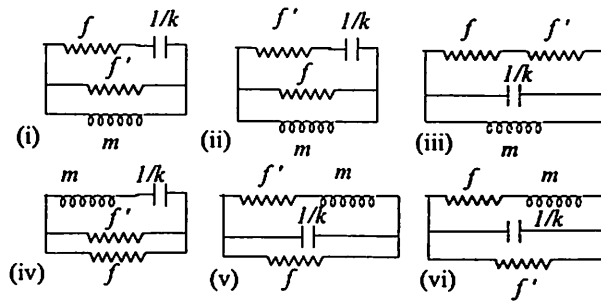 f 1/k
f '
(i)
m
f ' 1/k
f
(ii)
m
f f '
1/k
(iii)
m
m 1/k
f '
(iv)
f
f ' m
1/k
(v)
f
f m
1/k
(vi)
f '